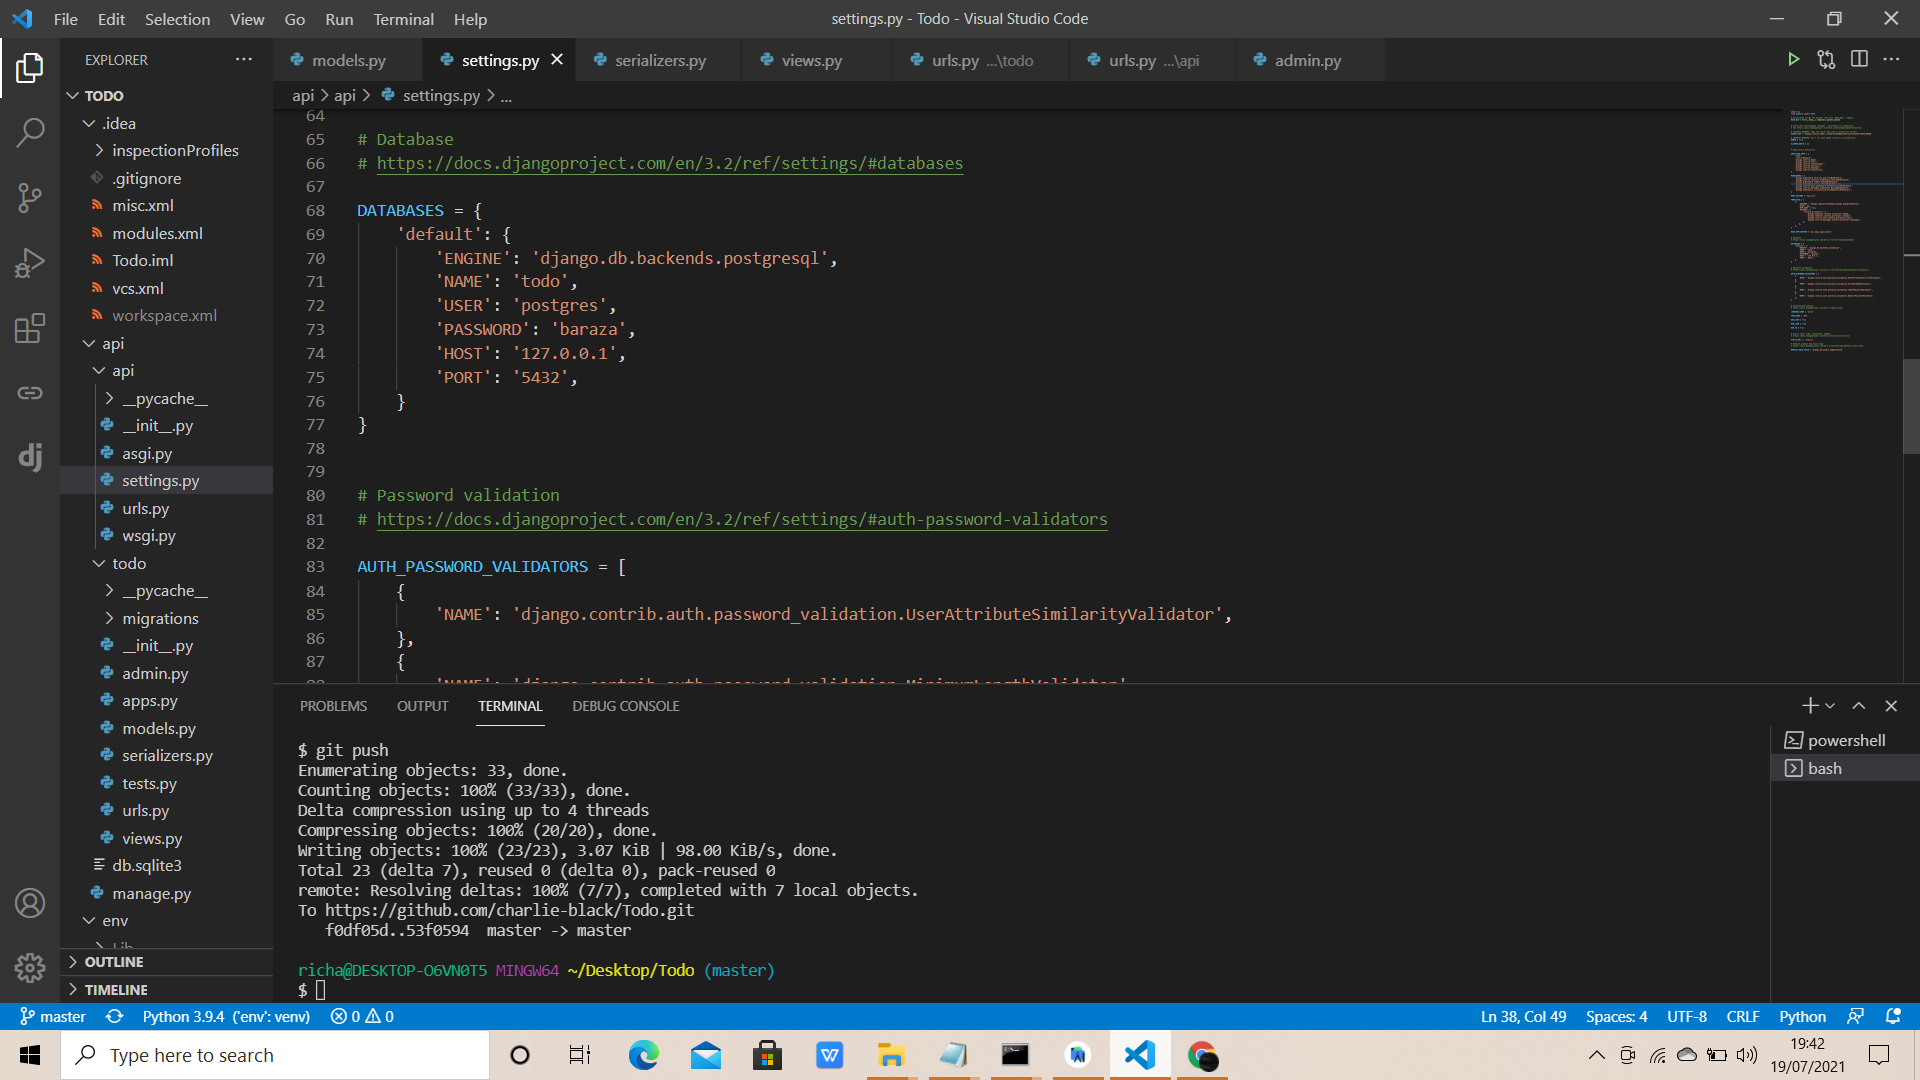 File Edit Selection View Go Run Terminal Help
settings.py - Todo - Visual Studio Code
EXPLORER
models.py settings.py serializers.py views.py urls.py ...\todo urls.py ...\api admin.py
api > api > settings.py > ...
TODO
.idea
inspectionProfiles
.gitignore
misc.xml
modules.xml
Todo.iml
vcs.xml
workspace.xml
api
api
__pycache__
__init__.py
asgi.py
settings.py
urls.py
wsgi.py
todo
__pycache__
migrations
__init__.py
admin.py
apps.py
models.py
serializers.py
tests.py
urls.py
views.py
db.sqlite3
manage.py
env
Lib
OUTLINE
TIMELINE
64
65 # Database
66 # https://docs.djangoproject.com/en/3.2/ref/settings/#databases
67
68 DATABASES = {
69 'default': {
70 'ENGINE': 'django.db.backends.postgresql',
71 'NAME': 'todo',
72 'USER': 'postgres',
73 'PASSWORD': 'baraza',
74 'HOST': '127.0.0.1',
75 'PORT': '5432',
76 }
77 }
78
79
80 # Password validation
81 # https://docs.djangoproject.com/en/3.2/ref/settings/#auth-password-validators
82
83 AUTH_PASSWORD_VALIDATORS = [
84 {
85 'NAME': 'django.contrib.auth.password_validation.UserAttributeSimilarityValidator',
86 },
87 {
88 'NAME': 'django.contrib.auth.password_validation.MinimumLengthValidator'
PROBLEMS OUTPUT TERMINAL DEBUG CONSOLE
powershell
bash
$ git push
Enumerating objects: 33, done.
Counting objects: 100% (33/33), done.
Delta compression using up to 4 threads
Compressing objects: 100% (20/20), done.
Writing objects: 100% (23/23), 3.07 KiB | 98.00 KiB/s, done.
Total 23 (delta 7), reused 0 (delta 0), pack-reused 0
remote: Resolving deltas: 100% (7/7), completed with 7 local objects.
To https://github.com/charlie-black/Todo.git
f0df05d..53f0594 master -> master
richa@DESKTOP-O6VN0T5 MINGW64 ~/Desktop/Todo (master)
$
master Python 3.9.4 ('env': venv) 0 0 Ln 38, Col 49 Spaces: 4 UTF-8 CRLF Python
Type here to search
19:42
19/07/2021